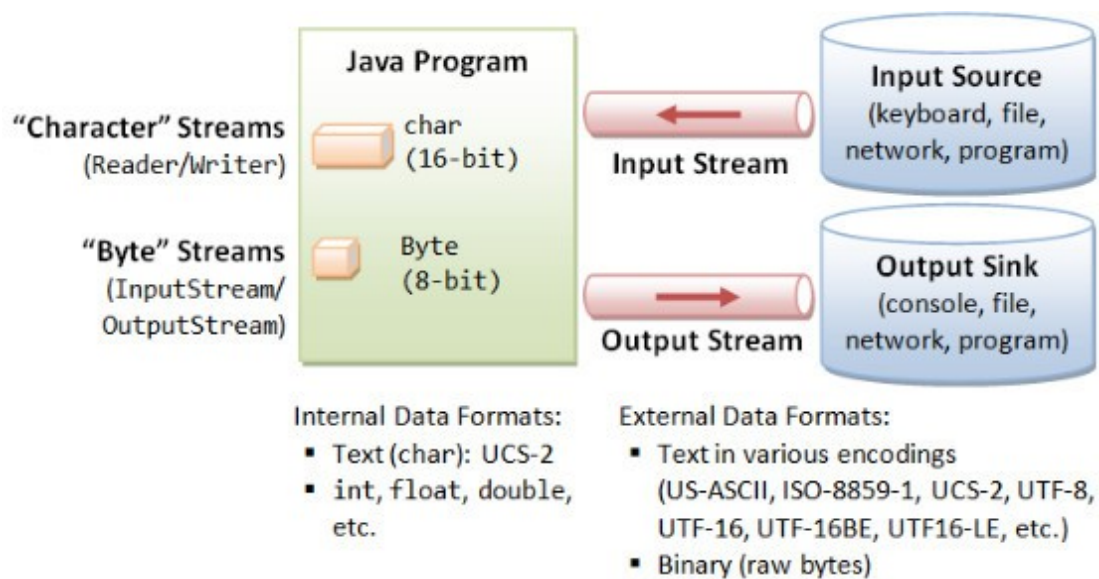 Java Program
"Character" Streams
(Reader/Writer)
char
(16-bit)
"Byte" Streams
(InputStream/
OutputStream)
Byte
(8-bit)
Input Stream
Output Stream
Input Source
(keyboard, file,
network, program)
Output Sink
(console, file,
network, program)
Internal Data Formats:
▪ Text (char): UCS-2
▪ int, float, double,
etc.
External Data Formats:
▪ Text in various encodings
(US-ASCII, ISO-8859-1, UCS-2, UTF-8,
UTF-16, UTF-16BE, UTF16-LE, etc.)
▪ Binary (raw bytes)